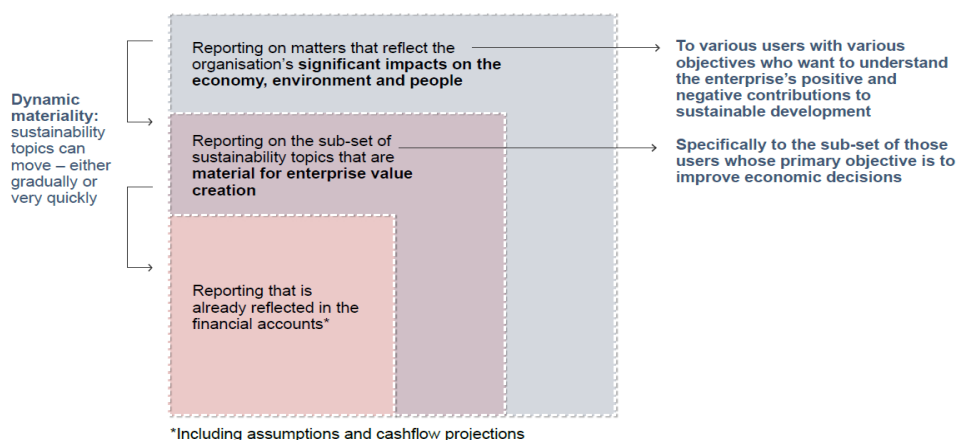 Dynamic
materiality:
sustainability
topics can
move – either
gradually or
very quickly
Reporting on matters that reflect the
organisation's significant impacts on the
economy, environment and people
To various users with various
objectives who want to understand
the enterprise's positive and
negative contributions to
sustainable development
Reporting on the sub-set of
sustainability topics that are
material for enterprise value
creation
Specifically to the sub-set of those
users whose primary objective is to
improve economic decisions
Reporting that is
already reflected in the
financial accounts*
*Including assumptions and cashflow projections